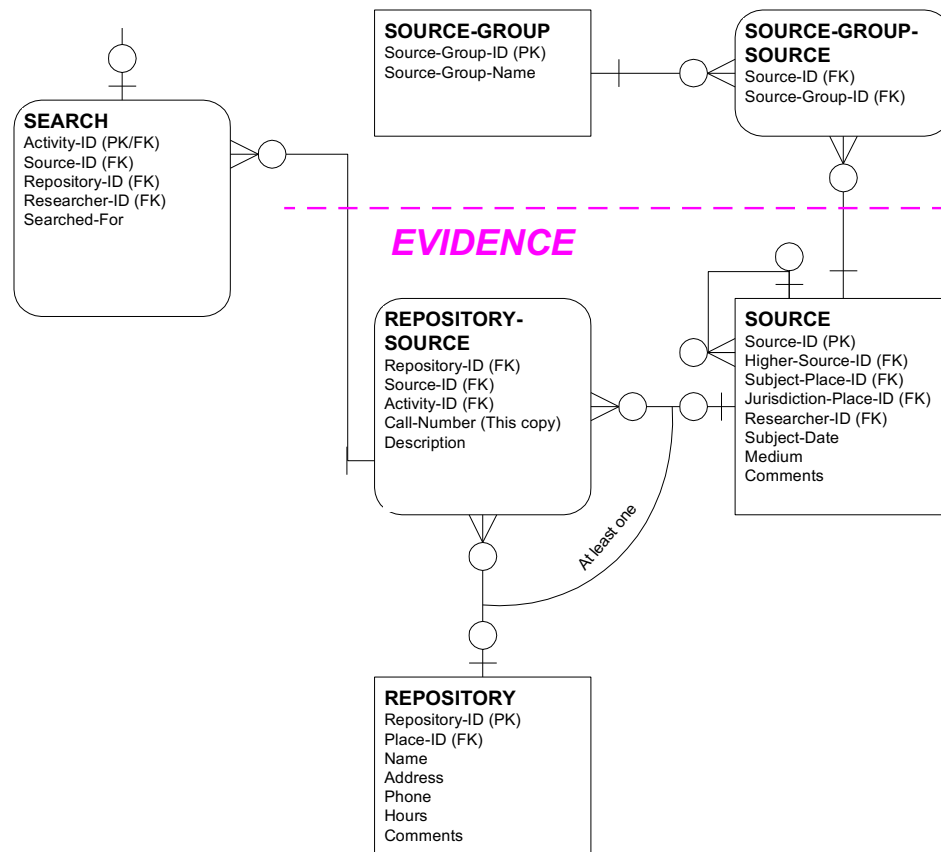 SOURCE-GROUP
Source-Group-ID (PK)
Source-Group-Name
SOURCE-GROUP-
SOURCE
Source-ID (FK)
Source-Group-ID (FK)
SEARCH
Activity-ID (PK/FK)
Source-ID (FK)
Repository-ID (FK)
Researcher-ID (FK)
Searched-For
EVIDENCE
REPOSITORY-
SOURCE
Repository-ID (FK)
Source-ID (FK)
Activity-ID (FK)
Call-Number (This copy)
Description
SOURCE
Source-ID (PK)
Higher-Source-ID (FK)
Subject-Place-ID (FK)
Jurisdiction-Place-ID (FK)
Researcher-ID (FK)
Subject-Date
Medium
Comments
At least one
REPOSITORY
Repository-ID (PK)
Place-ID (FK)
Name
Address
Phone
Hours
Comments